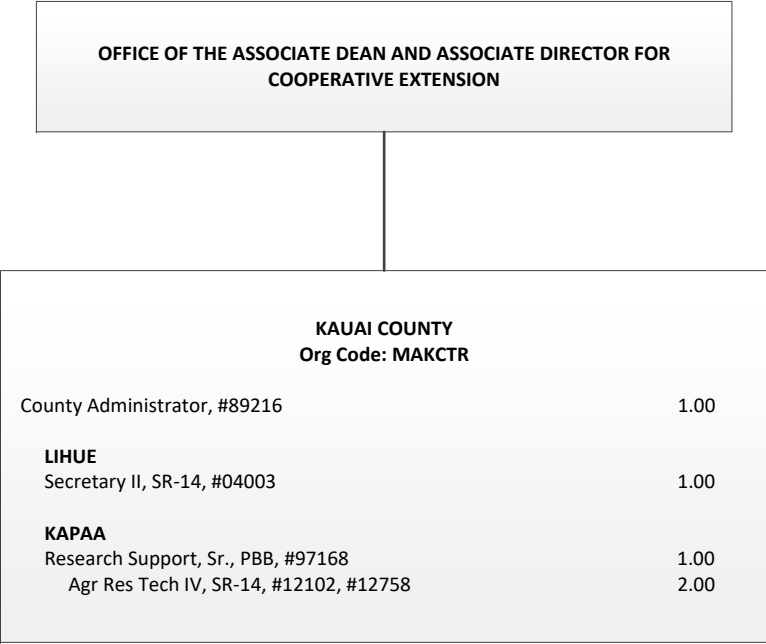 OFFICE OF THE ASSOCIATE DEAN AND ASSOCIATE DIRECTOR FOR
COOPERATIVE EXTENSION
KAUAI COUNTY
Org Code: MAKCTR
County Administrator, #89216 1.00
LIHUE
Secretary II, SR-14, #04003 1.00
KAPAA
Research Support, Sr., PBB, #97168 1.00
Agr Res Tech IV, SR-14, #12102, #12758 2.00